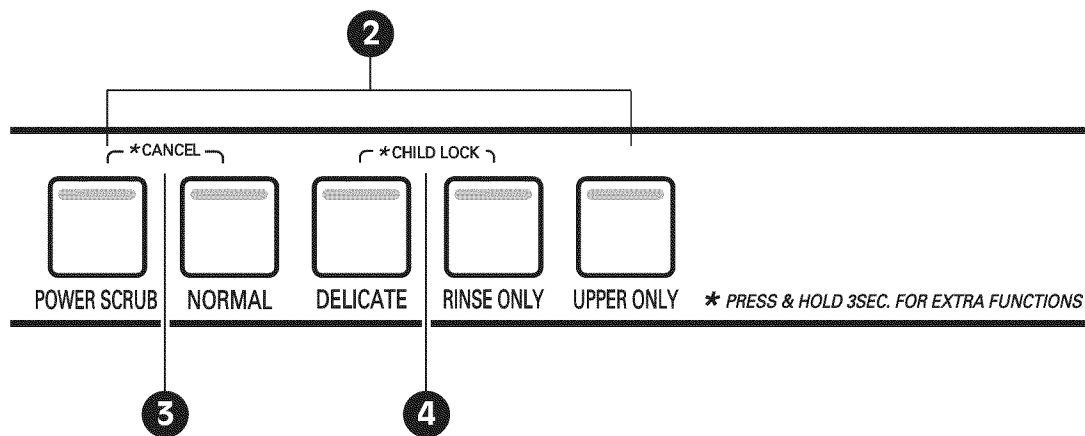 2
*CANCEL
*CHILD LOCK
POWER SCRUB NORMAL DELICATE RINSE ONLY UPPER ONLY * PRESS & HOLD 3SEC. FOR EXTRA FUNCTIONS
3 4